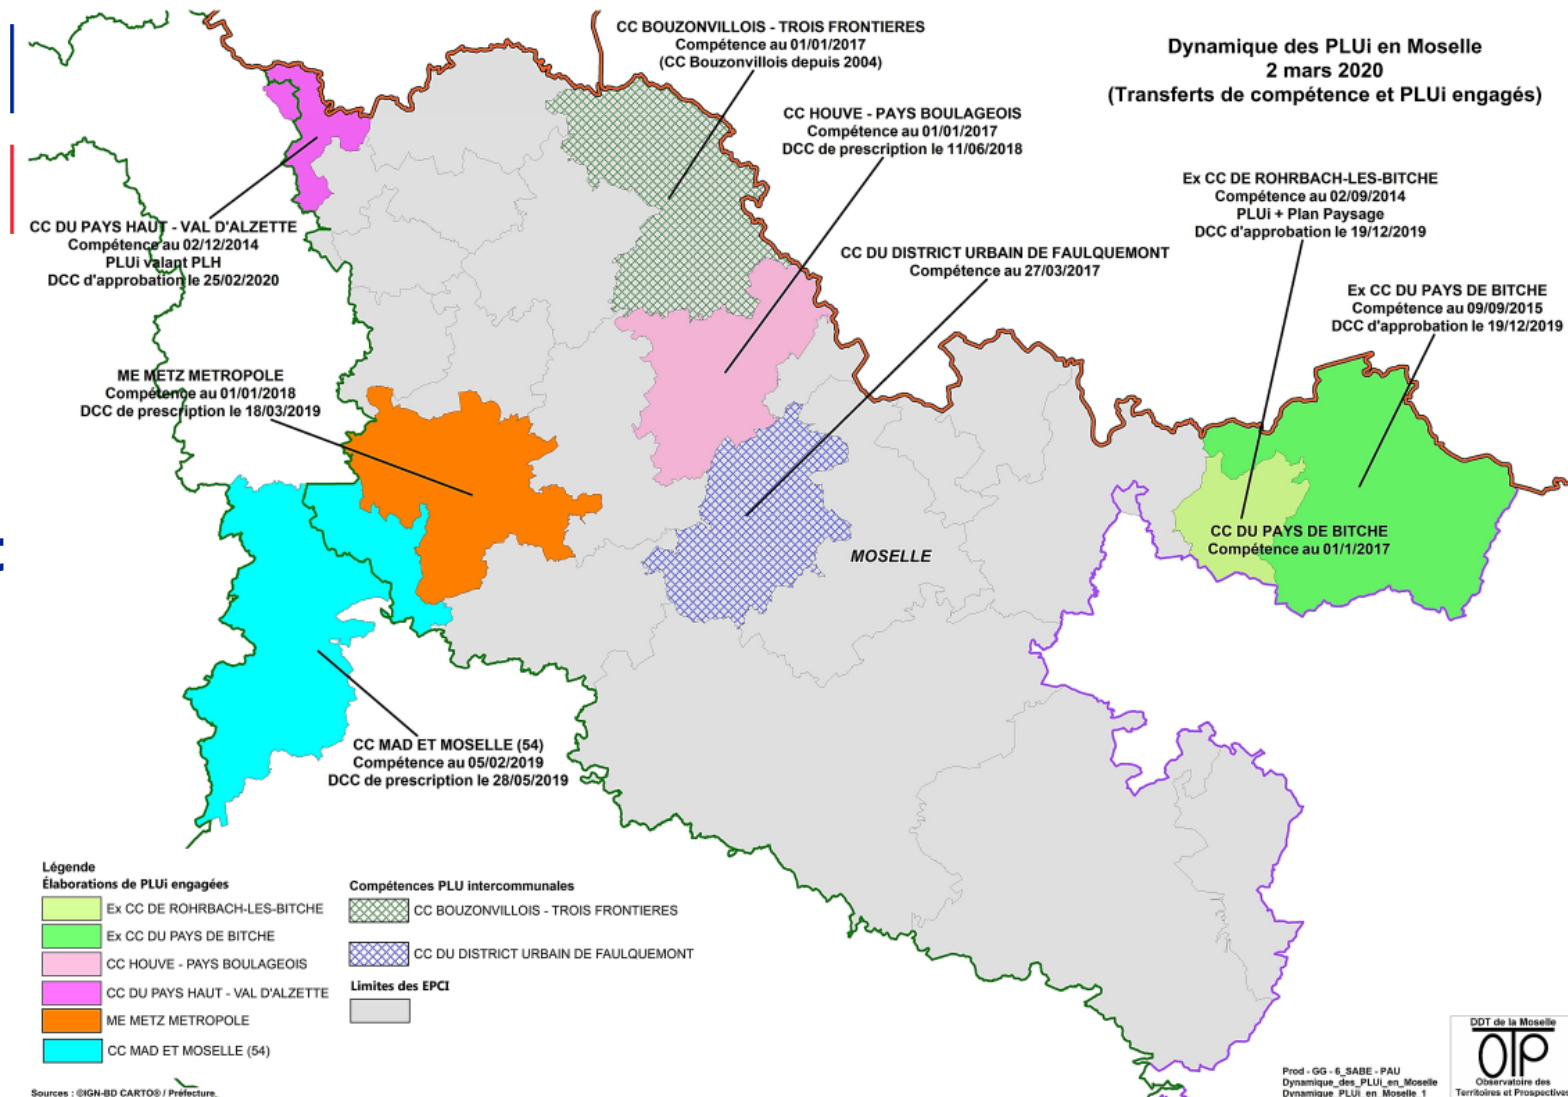 Dynamique des PLUi en Moselle
2 mars 2020
(Transferts de compétence et PLUi engagés)
CC BOUZONVILLOIS - TROIS FRONTIERES
Compétence au 01/01/2017
(CC Bouzonvillois depuis 2004)
CC HOUVE - PAYS BOULAGEOIS
Compétence au 01/01/2017
DCC de prescription le 11/06/2018
Ex CC DE ROHRBACH-LES-BITCHE
Compétence au 02/09/2014
PLUi + Plan Paysage
DCC d'approbation le 19/12/2019
CC DU PAYS HAUT - VAL D'ALZETTE
Compétence au 02/12/2014
PLUi valant PLH
DCC d'approbation le 25/02/2020
CC DU DISTRICT URBAIN DE FAULQUEMONT
Compétence au 27/03/2017
Ex CC DU PAYS DE BITCHE
Compétence au 09/09/2015
DCC d'approbation le 19/12/2019
ME METZ METROPOLE
Compétence au 01/01/2018
DCC de prescription le 18/03/2019
CC DU PAYS DE BITCHE
Compétence au 01/1/2017
MOSELLE
CC MAD ET MOSELLE (54)
Compétence au 05/02/2019
DCC de prescription le 28/05/2019
Légende
Élaborations de PLUi engagées
Ex CC DE ROHRBACH-LES-BITCHE
Ex CC DU PAYS DE BITCHE
CC HOUVE - PAYS BOULAGEOIS
CC DU PAYS HAUT - VAL D'ALZETTE
ME METZ METROPOLE
CC MAD ET MOSELLE (54)
Compétences PLU intercommunales
CC BOUZONVILLOIS - TROIS FRONTIERES
CC DU DISTRICT URBAIN DE FAULQUEMONT
Limites des EPCI
Sources : ©IGN-BD CARTO® / Préfecture.
Prod - GG - 6_SABE - PAU
Dynamique_des_PLUi_en_Moselle
Dynamique_PLUi_en_Moselle_1
DDT de la Moselle
OTP
Observatoire des
Territoires et Prospectives